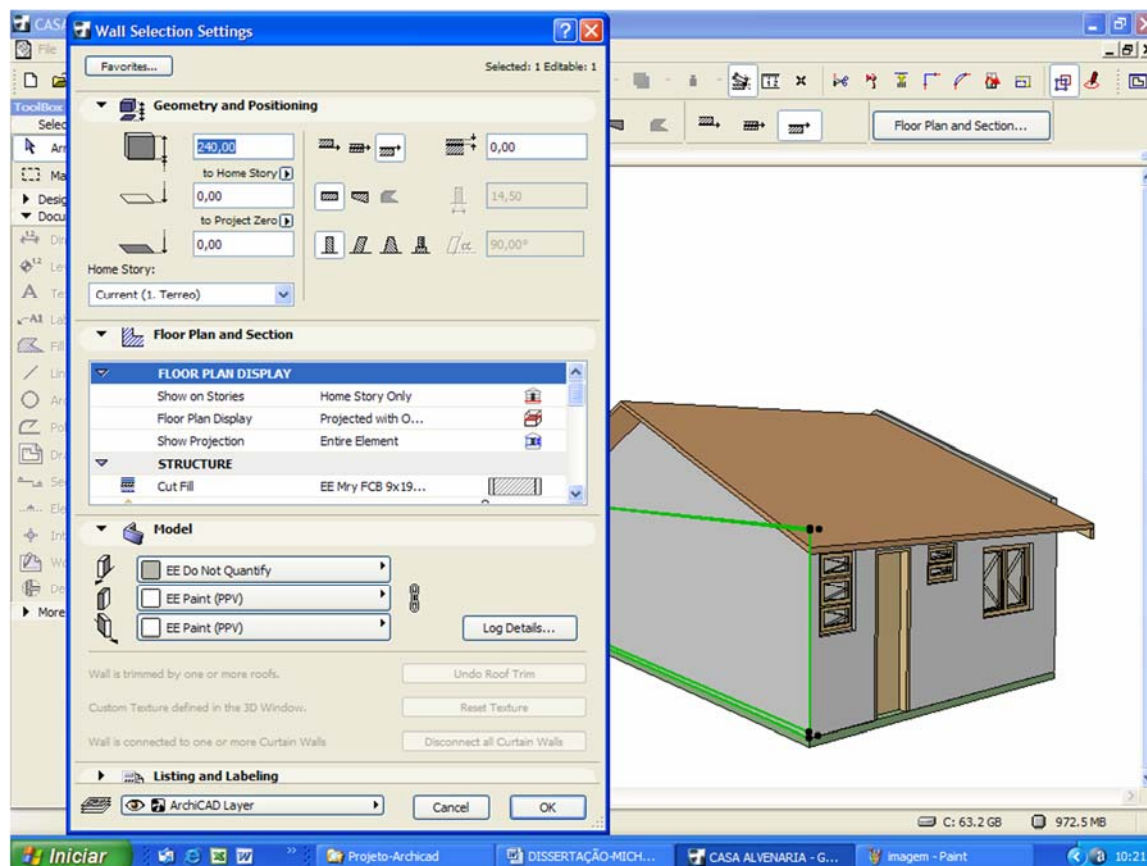 CASA
Wall Selection Settings
File
Favorites...
Selected: 1 Editable: 1
ToolBox
Geometry and Positioning
240,00
0,00
Floor Plan and Section...
to Home Story
0,00
14,50
to Project Zero
0,00
90,00°
Home Story:
Current (1. Terreo)
A1
More
Floor Plan and Section
FLOOR PLAN DISPLAY
Show on Stories Home Story Only
Floor Plan Display Projected with O...
Show Projection Entire Element
STRUCTURE
Cut Fill EE Mry FCB 9x19...
Model
EE Do Not Quantify
EE Paint (PPV)
EE Paint (PPV)
Log Details...
Wall is trimmed by one or more roofs. Undo Roof Trim
Custom Texture defined in the 3D Window. Reset Texture
Wall is connected to one or more Curtain Walls Disconnect all Curtain Walls
Listing and Labeling
ArchiCAD Layer Cancel OK
C: 63.2 GB 972.5 MB
Iniciar Projeto-Archicad DISSERTAÇÃO-MICH... CASA ALVENARIA - G... imagem - Paint